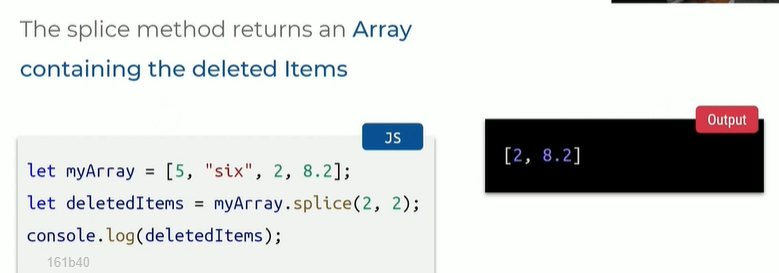 The splice method returns an Array
containing the deleted Items
JS
let myArray = [5, "six", 2, 8.2];
let deletedItems = myArray.splice(2, 2);
console.log(deletedItems);
161b40
Output
[2, 8.2]